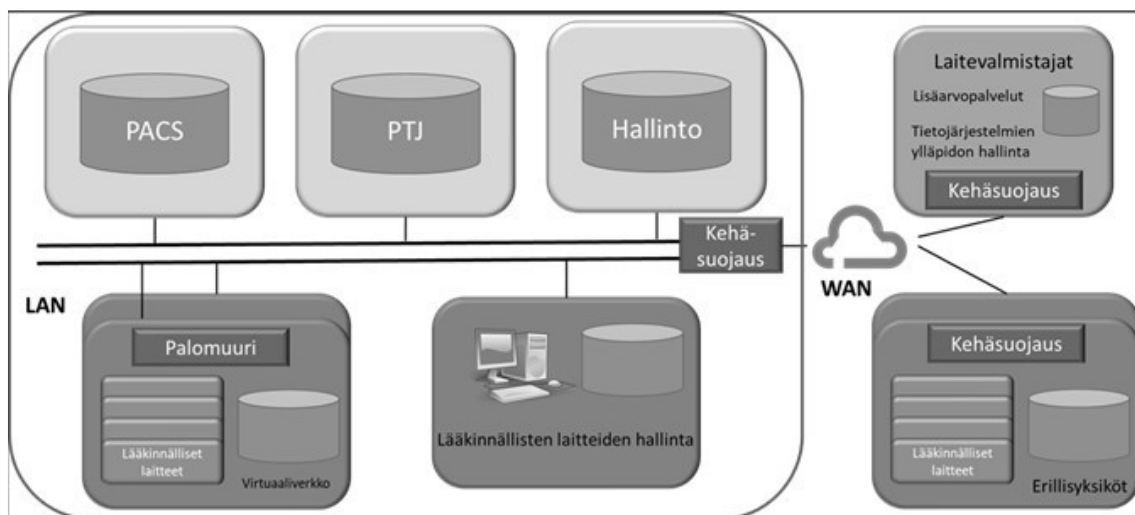 PACS
PTJ
Hallinto
Laitevalmistajat
Lisäarvopalvelut
Tietojärjestelmien
ylläpidon hallinta
Kehäsuojaus
Kehä-
suojaus
WAN
LAN
Palomuuri
Lääkinnälliset
laitteet
Virtuaaliverkko
Lääkinnällisten laitteiden hallinta
Kehäsuojaus
Lääkinnälliset
laitteet
Erillisyksiköt